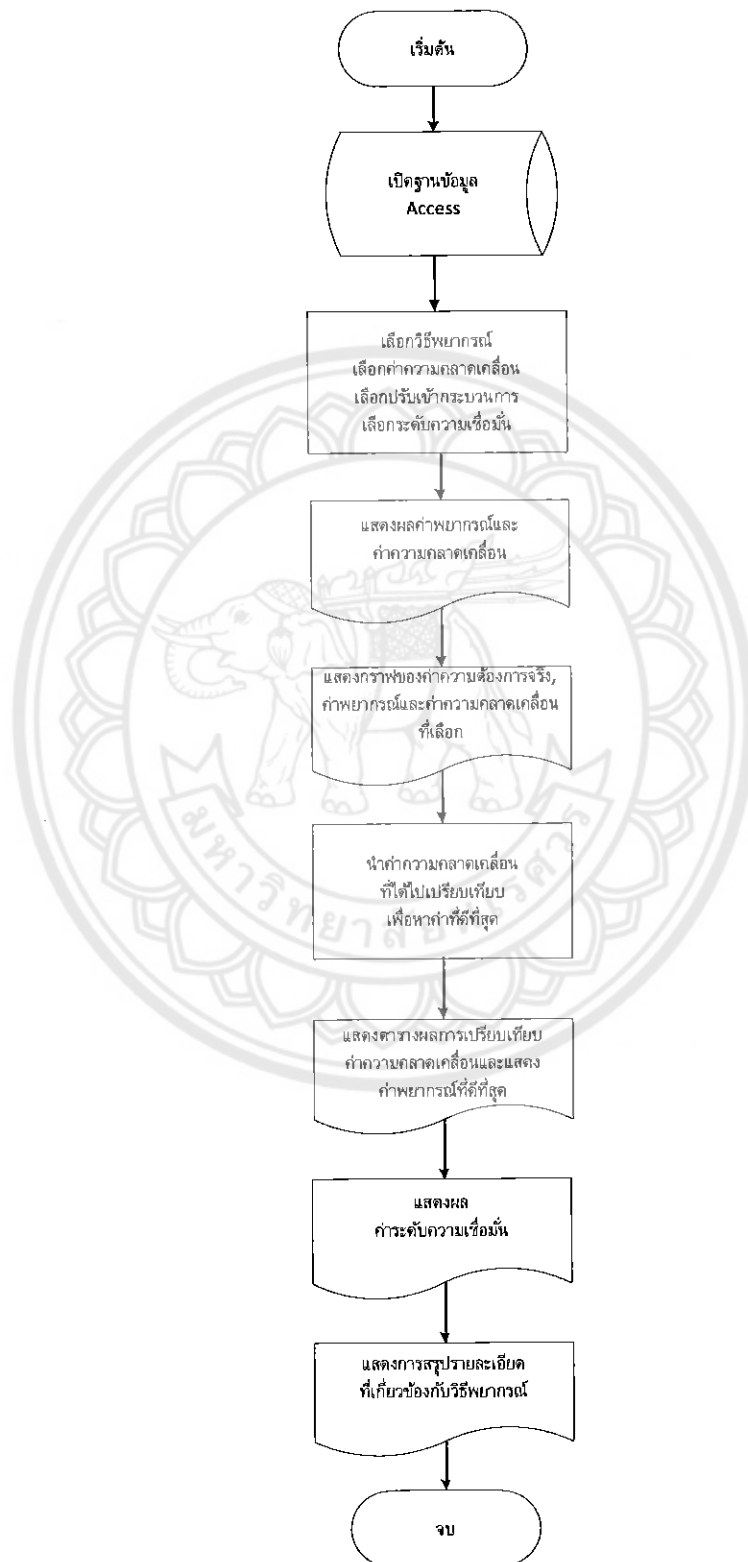 เริ่มต้น
เปิดฐานข้อมูล
Access
เลือกวิธีพยากรณ์
เลือกค่าความคลาดเคลื่อน
เลือกปรับเข้ากระบวนการ
เลือกระดับความเชื่อมั่น
แสดงผลค่าพยากรณ์และ
ค่าความคลาดเคลื่อน
แสดงกราฟของค่าความต้องการจริง,
ค่าพยากรณ์และค่าความคลาดเคลื่อน
ที่เลือก
นำค่าความคลาดเคลื่อน
ที่ได้ไปเปรียบเทียบ
เพื่อหาค่าที่ดีที่สุด
มหาวิทยาลัยนเรศวร
แสดงตารางผลการเปรียบเทียบ
ค่าความคลาดเคลื่อนและแสดง
ค่าพยากรณ์ที่ดีที่สุด
แสดงผล
ค่าระดับความเชื่อมั่น
แสดงการสรุปรายละเอียด
ที่เกี่ยวข้องกับวิธีพยากรณ์
จบ